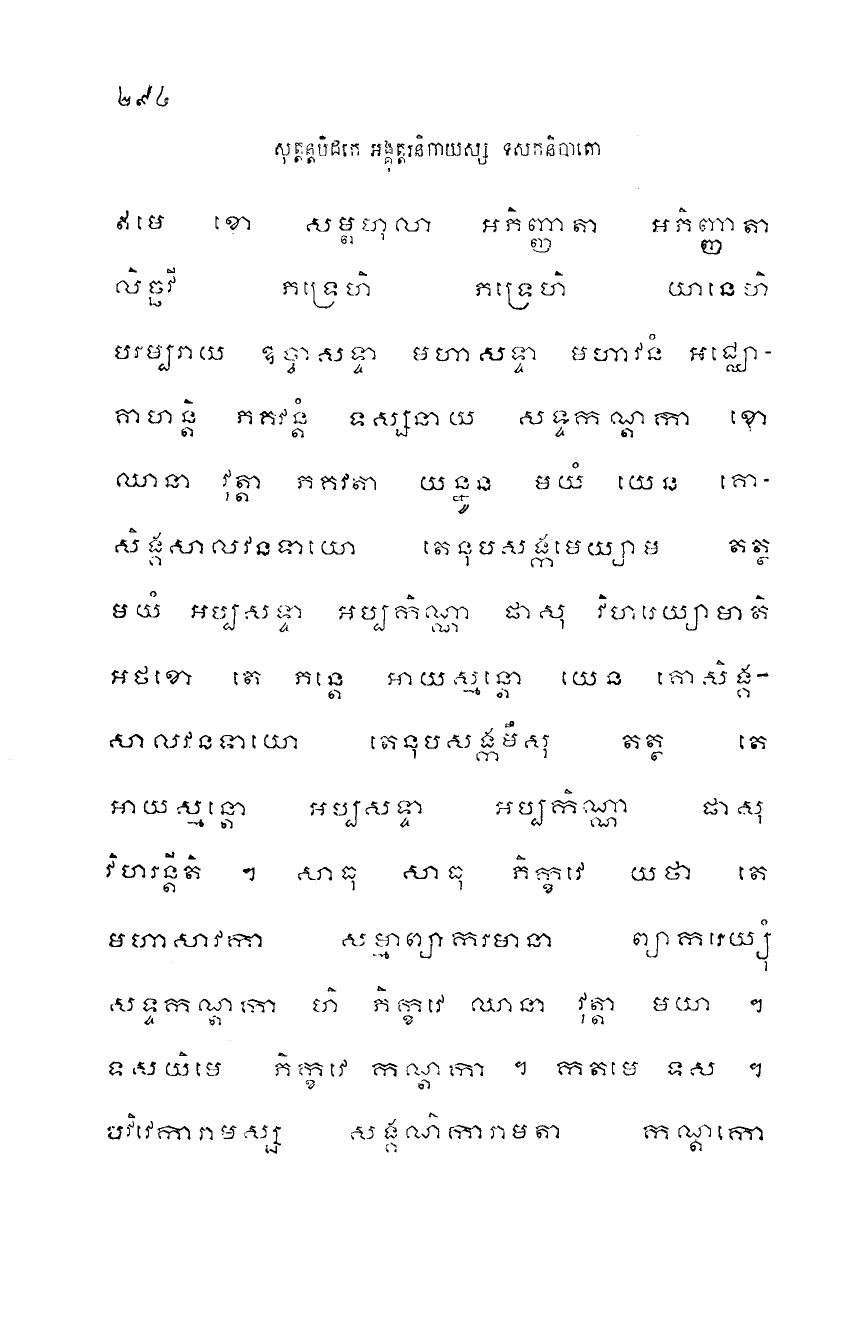 ២៩៤
សុត្តន្តបិដកេ អង្គុត្តរនិកាយស្ស ទសកនិបាតោ
ឥមេ ខោ សម្ពហុលា អភិញ្ញាតា អភិញ្ញាតា
លិច្ឆវី ភទ្រេហិ ភទ្រេហិ យានេហិ
បរម្បរាយ ឧច្ចាសទ្ទា មហាសទ្ទា មហាវនំ អជ្ឈោ-
គាហន្តិ ភគវន្តំ ទស្សនាយ សទ្ទកណ្តកា ខោ
ឈានា វុត្តា ភគវតា យន្នូន មយំ យេន គោ-
សិង្គសាលវនទាយោ តេនុបសង្កមេយ្យាម តត្ថ
មយំ អប្បសទ្ទា អប្បកិណ្ណា ផាសុ វិហរេយ្យាមាតិ
អថខោ តេ ភន្តេ អាយស្មន្តោ យេន គោសិង្គ-
សាលវនទាយោ តេនុបសង្កមឹសុ តត្ថ តេ
អាយស្មន្តោ អប្បសទ្ទា អប្បកិណ្ណា ផាសុ
វិហរន្តីតិ ។ សាធុ សាធុ ភិក្ខវេ យថា តេ
មហាសាវកា សម្មាព្យាករមានា ព្យាករេយ្យុំ
សទ្ទកណ្តកោ ហិ ភិក្ខវេ ឈានា វុត្តា មយា ។
ទសយិមេ ភិក្ខវេ កណ្តកា ។ កតមេ ទស ។
បវិវេការាមស្ស សង្គណិការាមតា កណ្តកោ